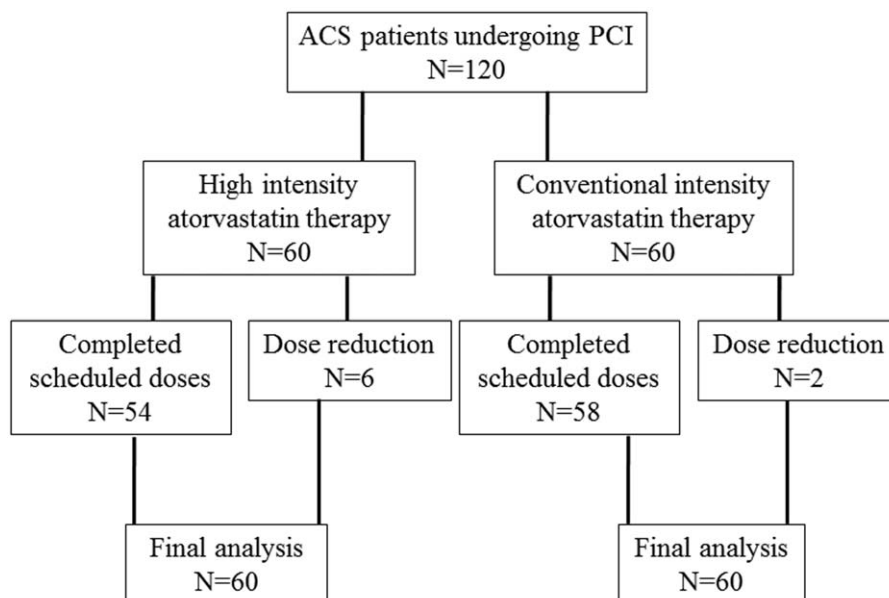 ACS patients undergoing PCI
N=120
High intensity
atorvastatin therapy
N=60
Conventional intensity
atorvastatin therapy
N=60
Completed
scheduled doses
N=54
Dose reduction
N=6
Completed
scheduled doses
N=58
Dose reduction
N=2
Final analysis
N=60
Final analysis
N=60